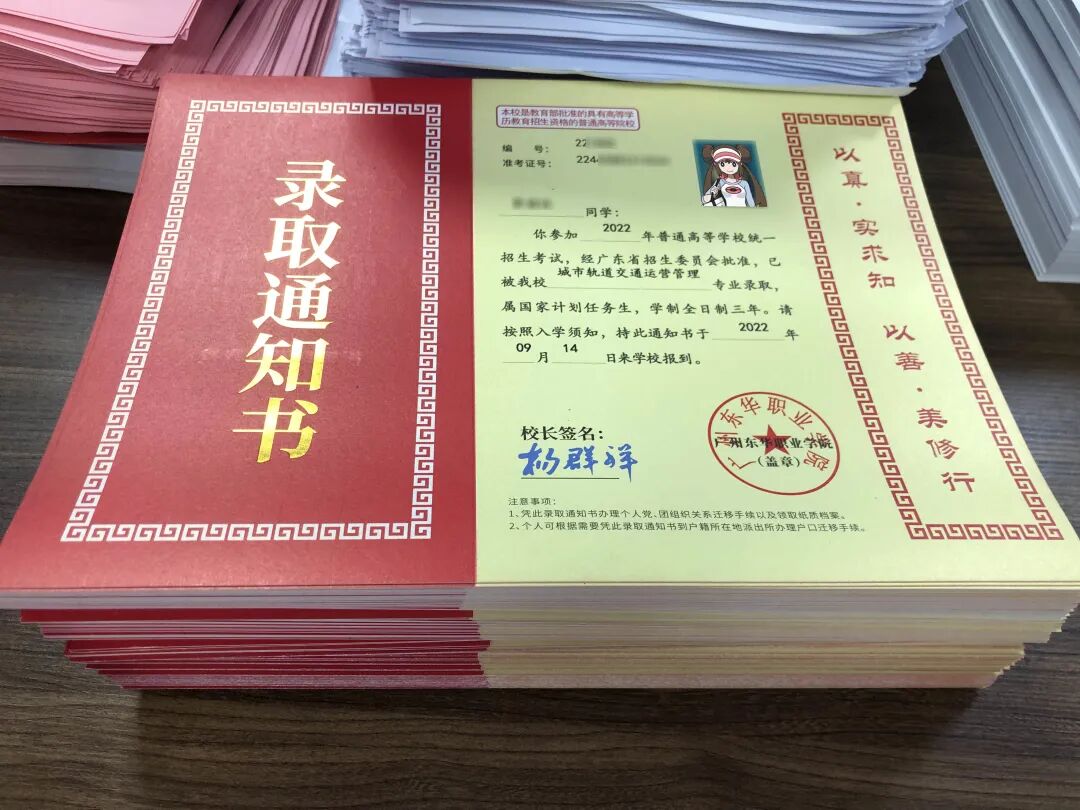 录取通知书
本校是教育部批准的具有高等学
历教育招生资格的普通高等院校
编 号：22
准考证号：224
同学：
你参加 2022 年普通高等学校统一
招生考试，经广东省招生委员会批准，已
被我校 城市轨道交通运营管理 专业录取，
属国家计划任务生，学制全日制三年。请
按照入学须知，持此通知书于 2022 年
09 月 14 日来学校报到。
校长签名：
杨群祥
广州东华职业学院
广州东华职业学院
（盖章）
注意事项：
1、凭此录取通知书办理个人党、团组织关系迁移手续以及领取纸质档案。
2、个人可根据需要凭此录取通知书到户籍所在地派出所办理户口迁移手续。
以真·实求知
以善·美修行